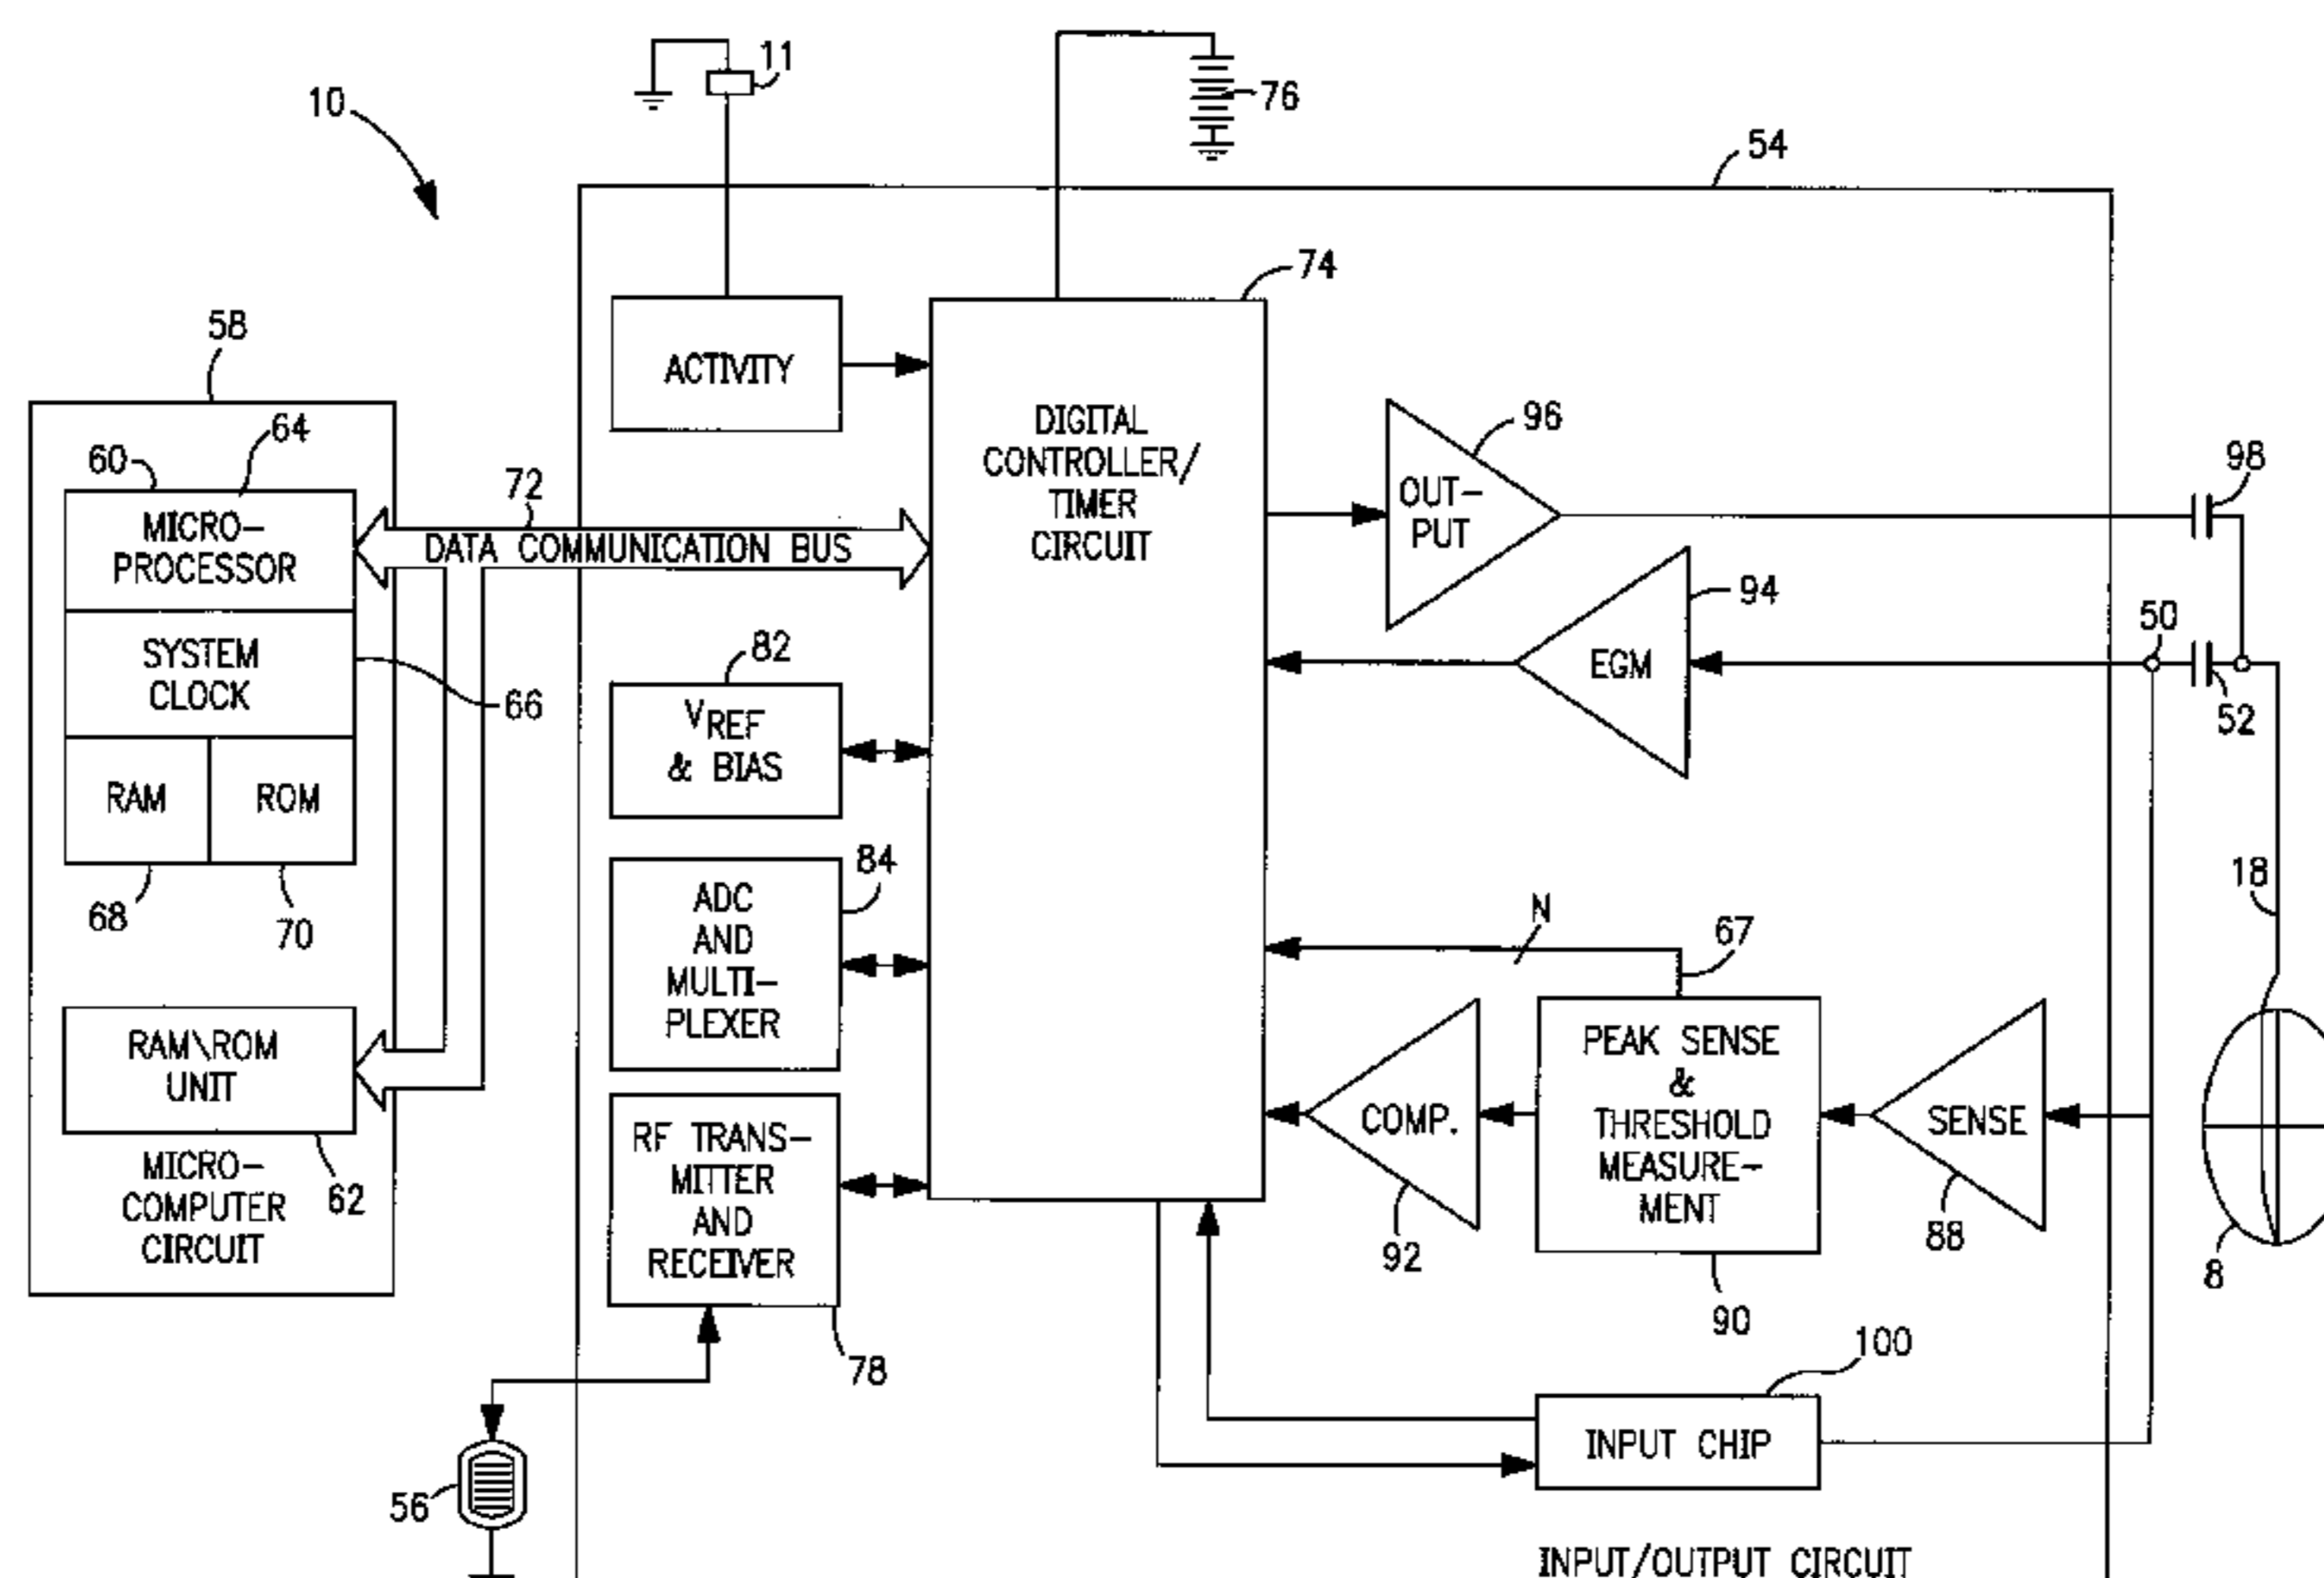 11
76
10
54
74
58
ACTIVITY
64
60
72
DIGITAL
CONTROLLER/
TIMER
CIRCUIT
96
98
MICRO-
PROCESSOR
DATA COMMUNICATION BUS
OUT-
PUT
94
50
SYSTEM
CLOCK
66
82
VREF
& BIAS
EGM
52
RAM
ROM
68
70
84
ADC
AND
MULTI-
PLEXER
N
67
18
RAM\ROM
UNIT
62
MICRO-
COMPUTER
CIRCUIT
RF TRANS-
MITTER
AND
RECEIVER
78
COMP.
92
PEAK SENSE
&
THRESHOLD
MEASURE-
MENT
90
SENSE
88
8
100
INPUT CHIP
56
INPUT/OUTPUT CIRCUIT